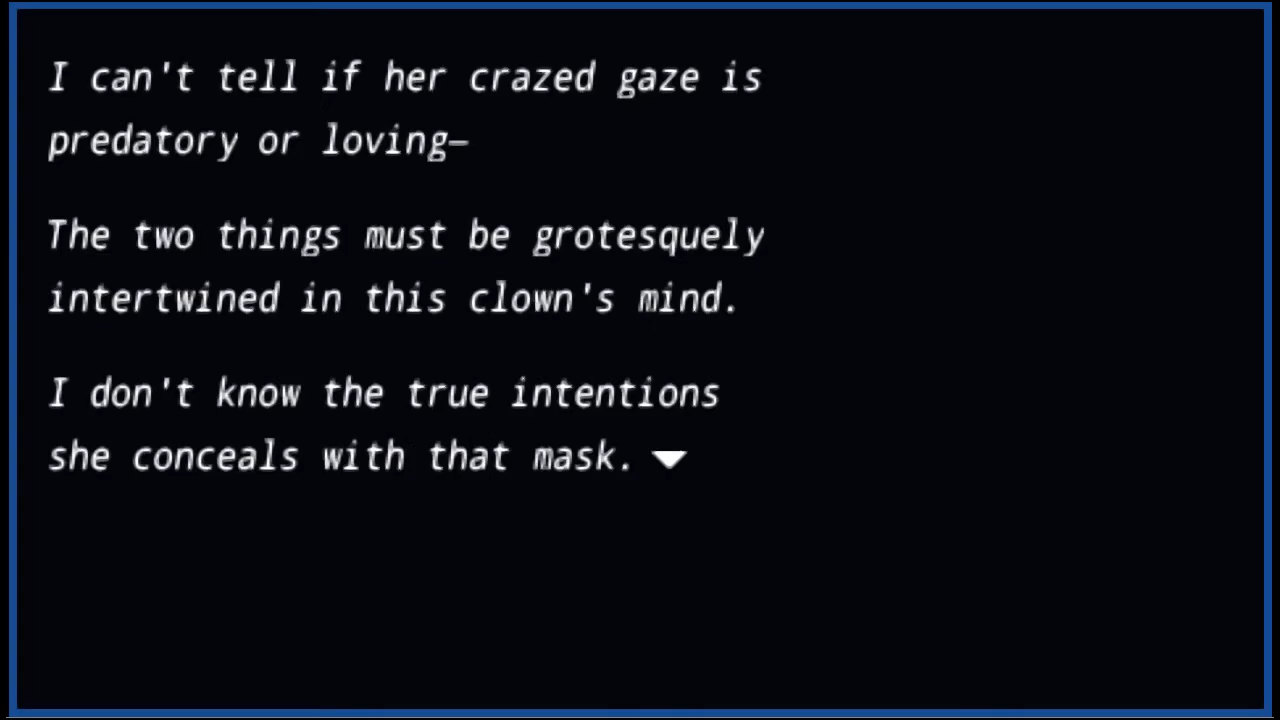 I can't tell if her crazed gaze is
predatory or loving—
The two things must be grotesquely
intertwined in this clown's mind.
I don't know the true intentions
she conceals with that mask.